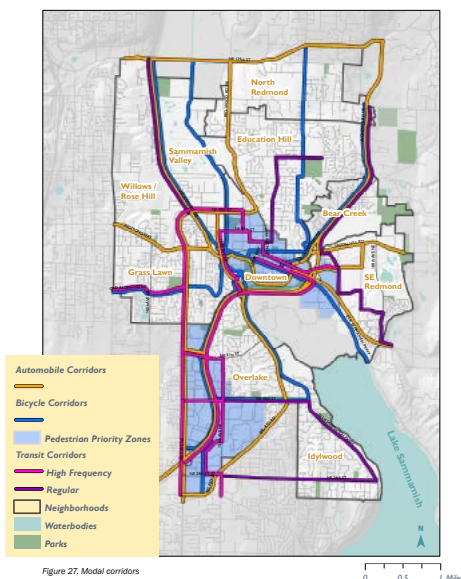 North
Redmond
Education Hill
Sammamish
Valley
Willows /
Rose Hill
Bear Creek
Grass Lawn
Downtown
SE
Redmond
Overlake
Idylwood
Lake Sammamish
N
Automobile Corridors
Bicycle Corridors
Pedestrian Priority Zones
Transit Corridors
High Frequency
Regular
Neighborhoods
Waterbodies
Parks
Figure 27. Modal corridors
0 0.5 1 Mile